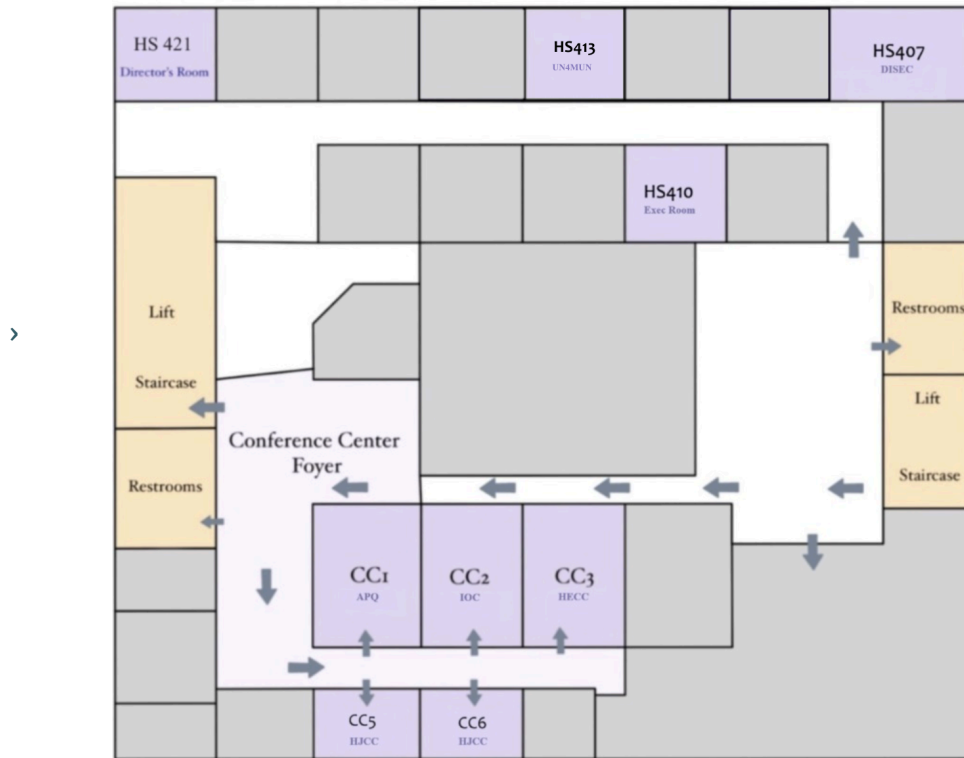 HS 421
Director's Room
HS413
UN4MUN
HS407
DISEC
HS410
Exec Room
Lift
Staircase
Restrooms
Restrooms
Lift
Staircase
Conference Center
Foyer
CC1
APQ
CC2
IOC
CC3
HECC
CC5
HJCC
CC6
HJCC